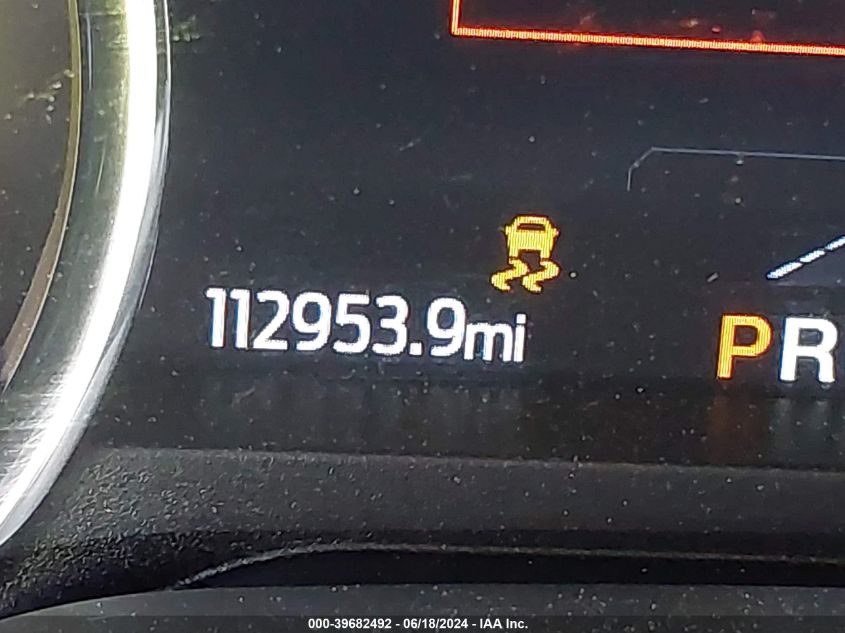 112953.9mi
PR
000-39682492 - 06/18/2024 - IAA Inc.